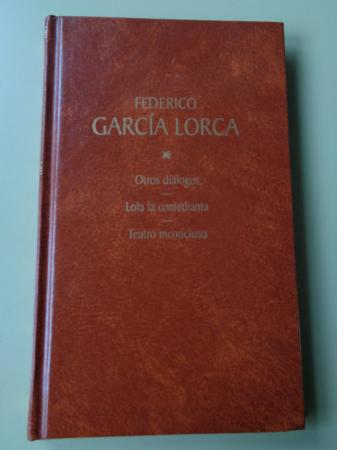 FEDERICO
GARCÍA LORCA
Otros diálogos
Lola la comedianta
Teatro inconcluso